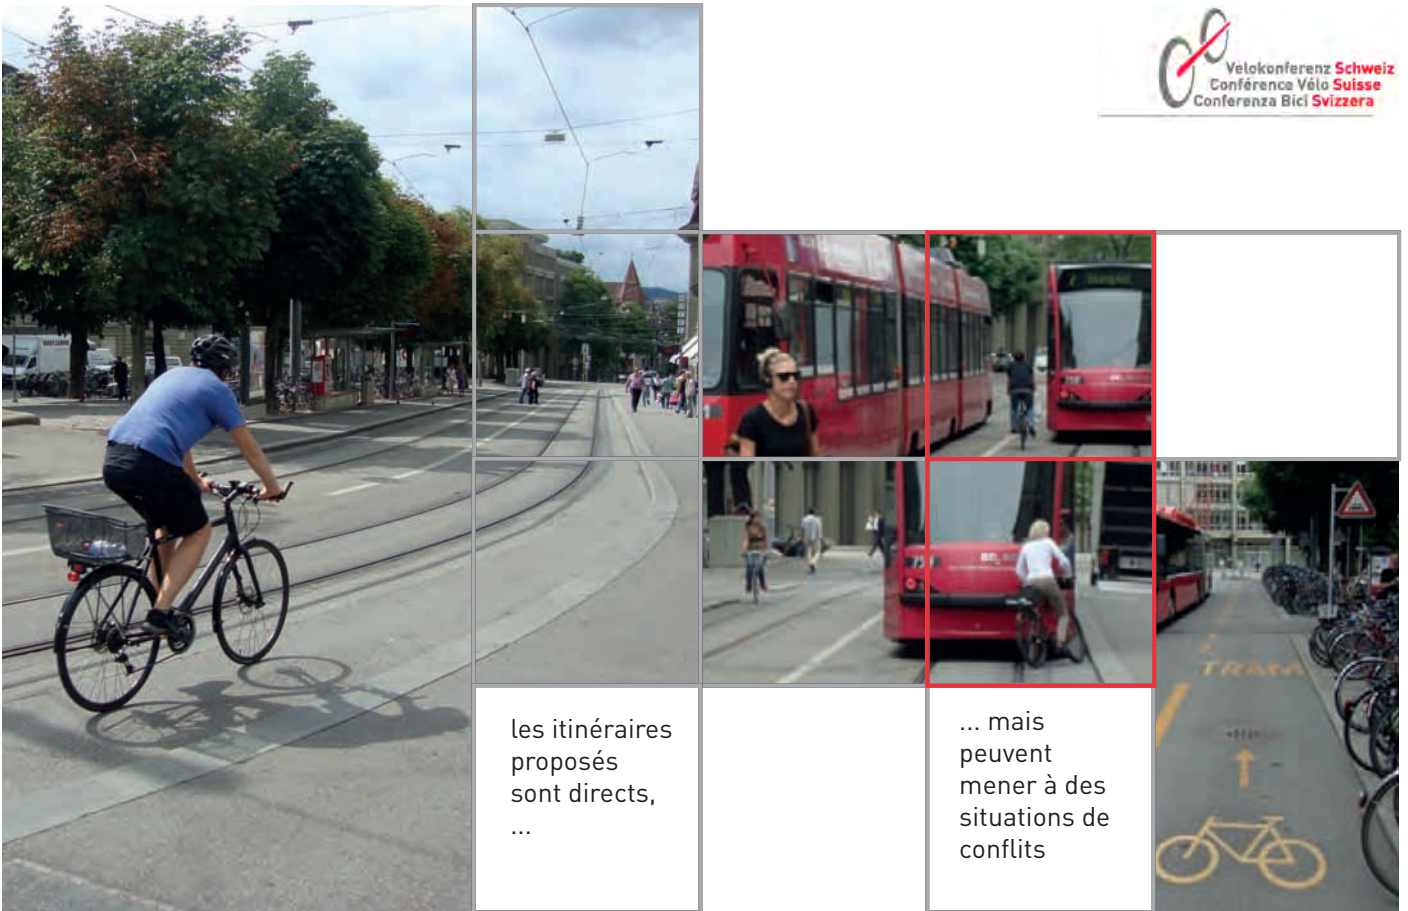 Velokonferenz Schweiz
Conférence Vélo Suisse
Conferenza Bici Svizzera
les itinéraires
proposés
sont directs,
...
... mais
peuvent
mener à des
situations de
conflits
TRAM